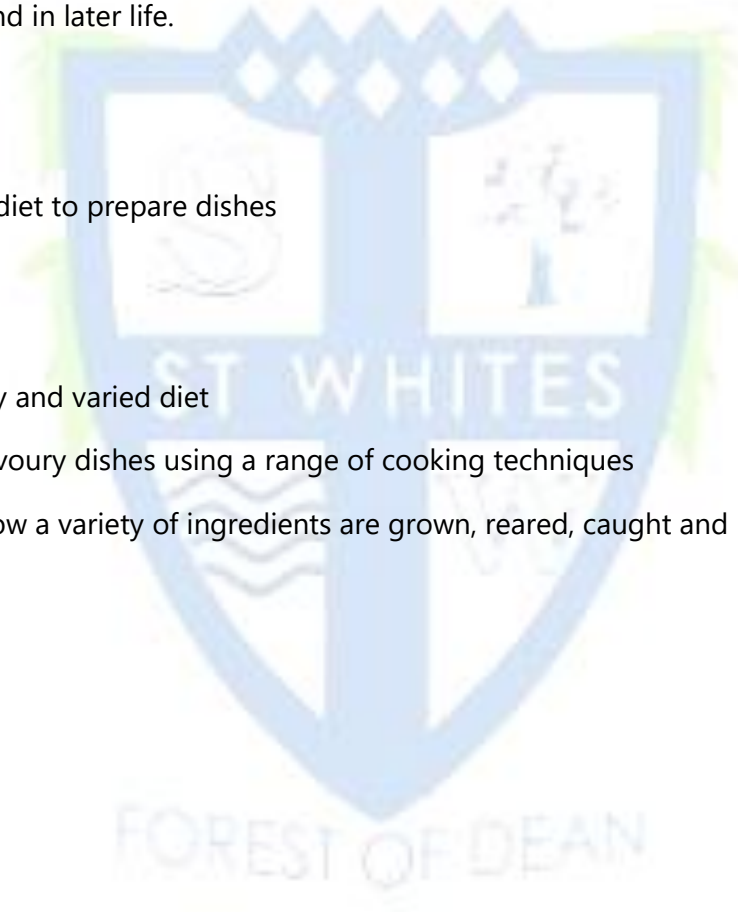 nd in later life.
diet to prepare dishes
y and varied diet
ST WHITES
voury dishes using a range of cooking techniques
ow a variety of ingredients are grown, reared, caught and
FOREST OF DEAN